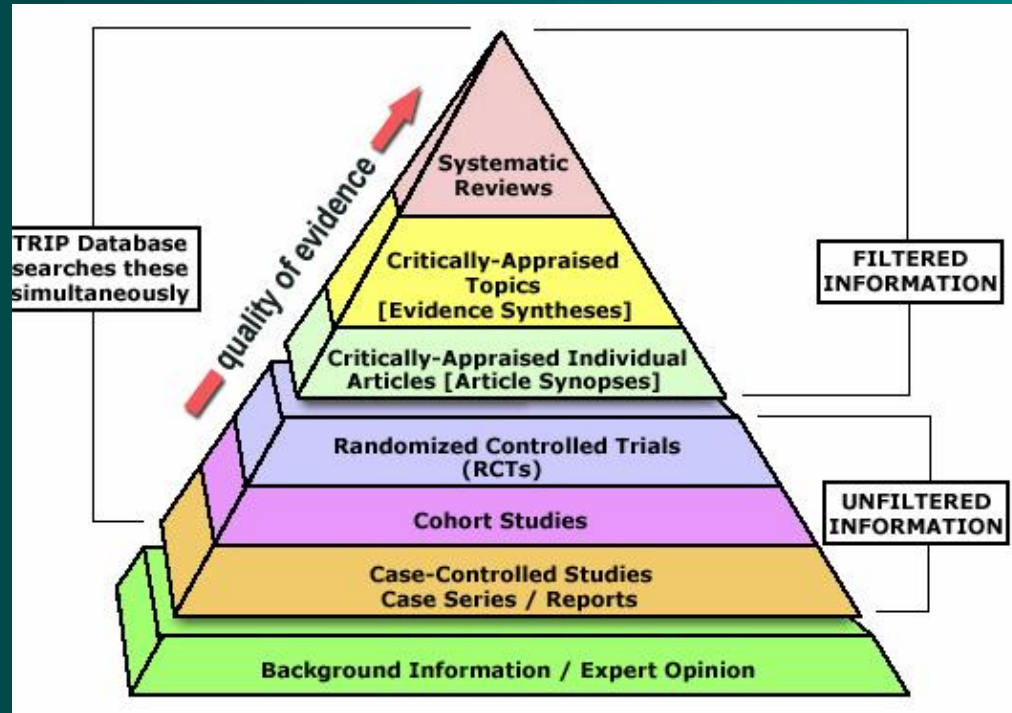 Systematic
Reviews
quality of evidence
TRIP Database
searches these
simultaneously
Critically-Appraised
Topics
[Evidence Syntheses]
FILTERED
INFORMATION
Critically-Appraised Individual
Articles [Article Synopses]
Randomized Controlled Trials
(RCTs)
UNFILTERED
INFORMATION
Cohort Studies
Case-Controlled Studies
Case Series / Reports
Background Information / Expert Opinion